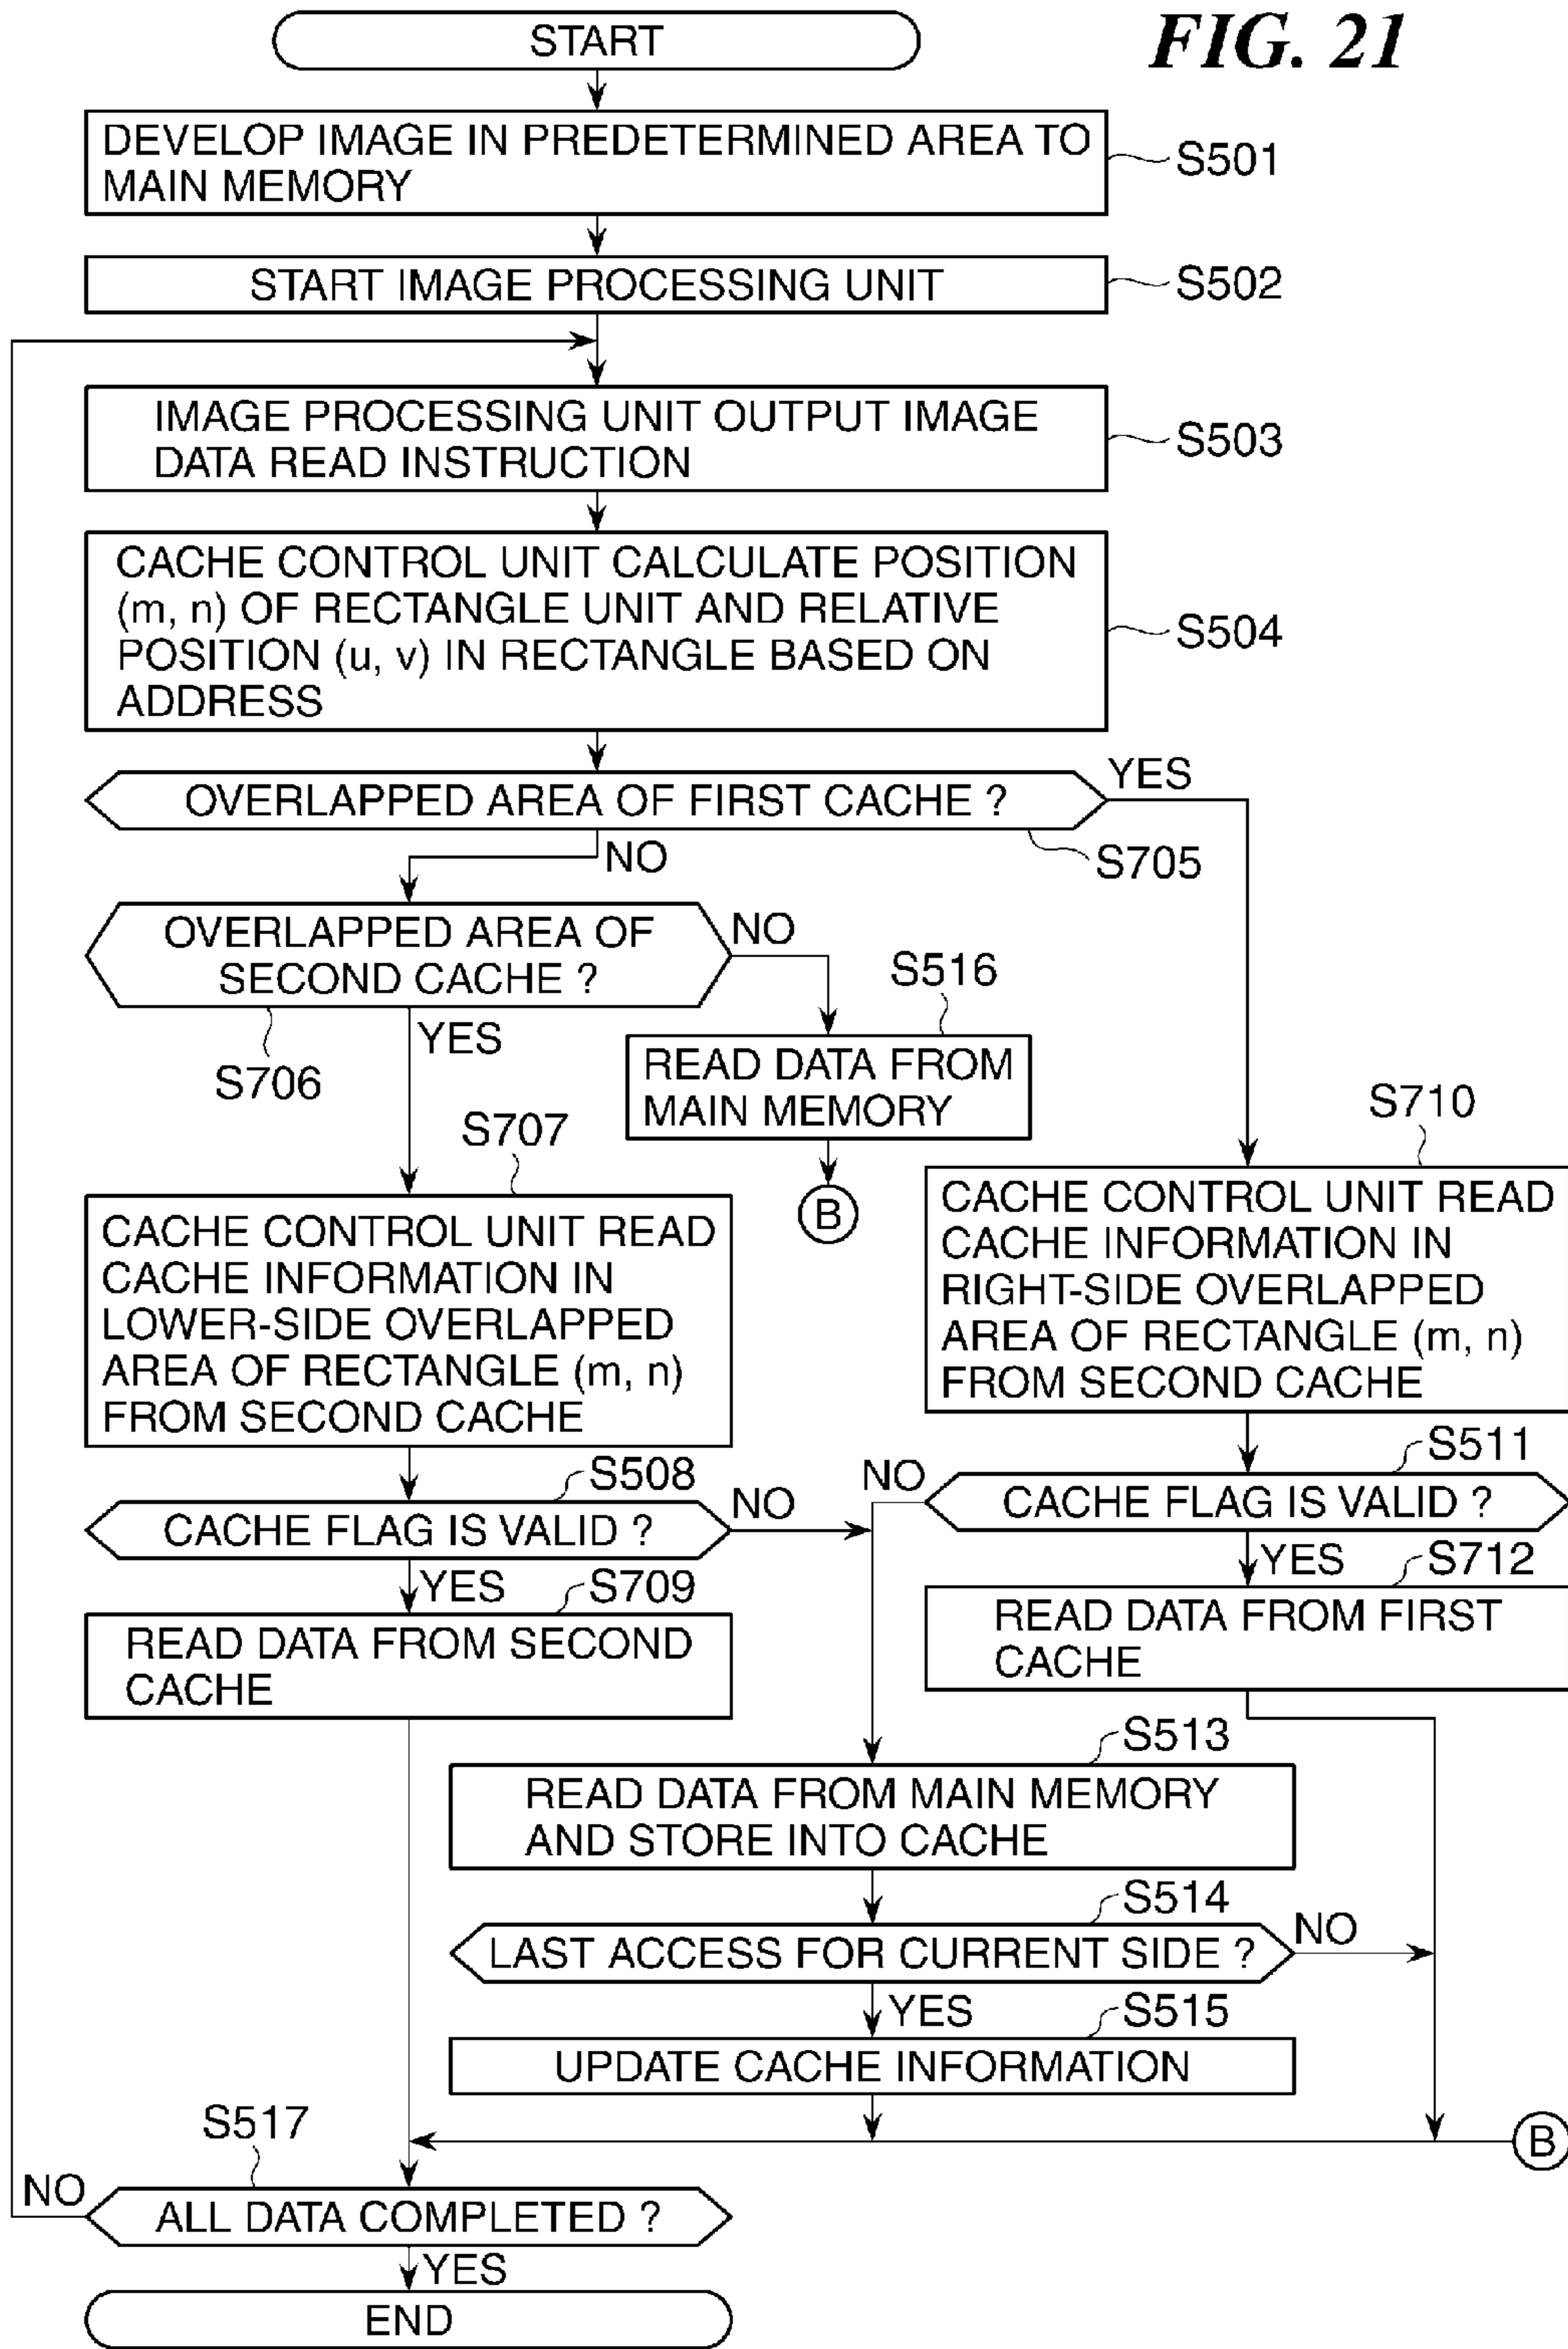 FIG. 21
START
DEVELOP IMAGE IN PREDETERMINED AREA TO
MAIN MEMORY
S501
START IMAGE PROCESSING UNIT
S502
IMAGE PROCESSING UNIT OUTPUT IMAGE
DATA READ INSTRUCTION
S503
CACHE CONTROL UNIT CALCULATE POSITION
(m, n) OF RECTANGLE UNIT AND RELATIVE
POSITION (u, v) IN RECTANGLE BASED ON
ADDRESS
S504
OVERLAPPED AREA OF FIRST CACHE ?
YES
NO
S705
OVERLAPPED AREA OF
SECOND CACHE ?
NO
YES
S706
S516
READ DATA FROM
MAIN MEMORY
B
S707
CACHE CONTROL UNIT READ
CACHE INFORMATION IN
LOWER-SIDE OVERLAPPED
AREA OF RECTANGLE (m, n)
FROM SECOND CACHE
S710
CACHE CONTROL UNIT READ
CACHE INFORMATION IN
RIGHT-SIDE OVERLAPPED
AREA OF RECTANGLE (m, n)
FROM SECOND CACHE
S508
CACHE FLAG IS VALID ?
NO
YES
S511
NO
CACHE FLAG IS VALID ?
YES
S709
READ DATA FROM SECOND
CACHE
S712
READ DATA FROM FIRST
CACHE
S513
READ DATA FROM MAIN MEMORY
AND STORE INTO CACHE
S514
LAST ACCESS FOR CURRENT SIDE ?
NO
YES
S515
UPDATE CACHE INFORMATION
B
S517
NO
ALL DATA COMPLETED ?
YES
END